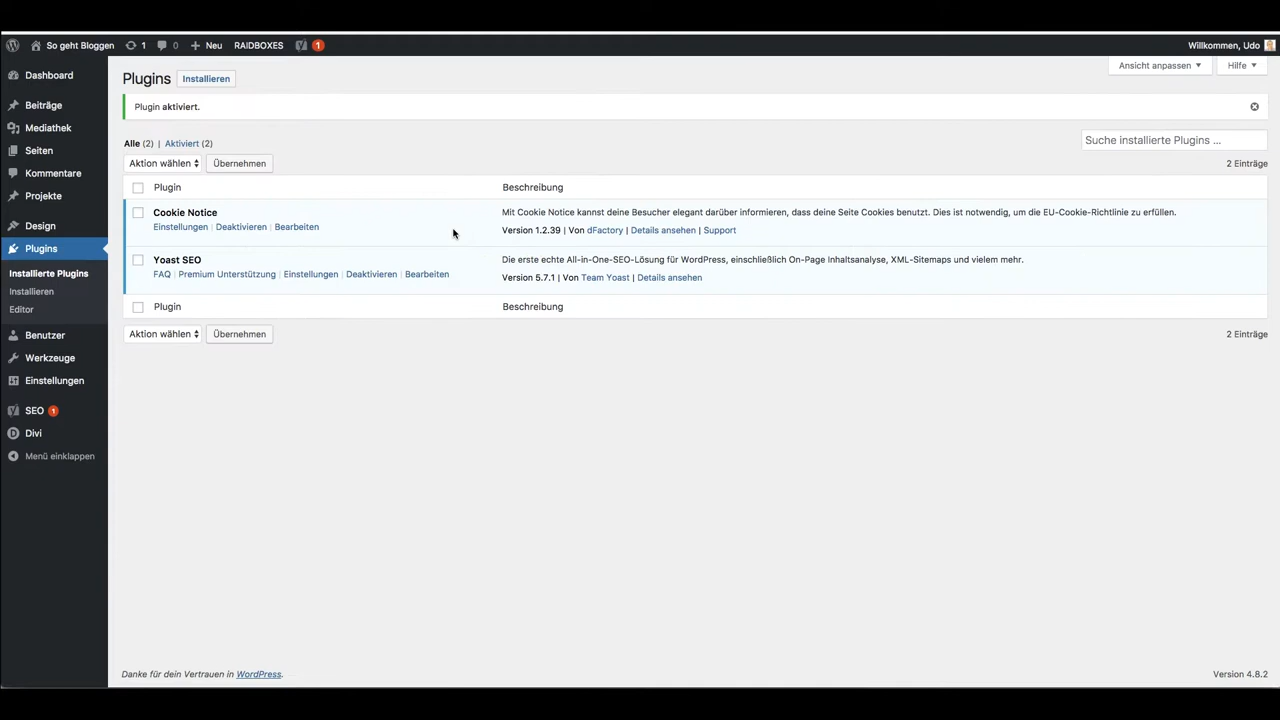 So geht Bloggen 1 0 Neu RAIDBOXES 1 Willkommen, Udo
Ansicht anpassen Hilfe
Dashboard
Beiträge
Mediathek
Seiten
Kommentare
Projekte
Design
Plugins
Installierte Plugins
Installieren
Editor
Benutzer
Werkzeuge
Einstellungen
SEO 1
Divi
Menü einklappen
Plugins Installieren
Plugin aktiviert.
Alle (2) | Aktiviert (2)
Suche installierte Plugins ...
Aktion wählen Übernehmen
2 Einträge
Plugin Beschreibung
Cookie Notice
Einstellungen | Deaktivieren | Bearbeiten
Mit Cookie Notice kannst deine Besucher elegant darüber informieren, dass deine Seite Cookies benutzt. Dies ist notwendig, um die EU-Cookie-Richtlinie zu erfüllen.
Version 1.2.39 | Von dFactory | Details ansehen | Support
Yoast SEO
FAQ | Premium Unterstützung | Einstellungen | Deaktivieren | Bearbeiten
Die erste echte All-in-One-SEO-Lösung für WordPress, einschließlich On-Page Inhaltsanalyse, XML-Sitemaps und vielem mehr.
Version 5.7.1 | Von Team Yoast | Details ansehen
Plugin Beschreibung
Aktion wählen Übernehmen
2 Einträge
Danke für dein Vertrauen in WordPress.
Version 4.8.2